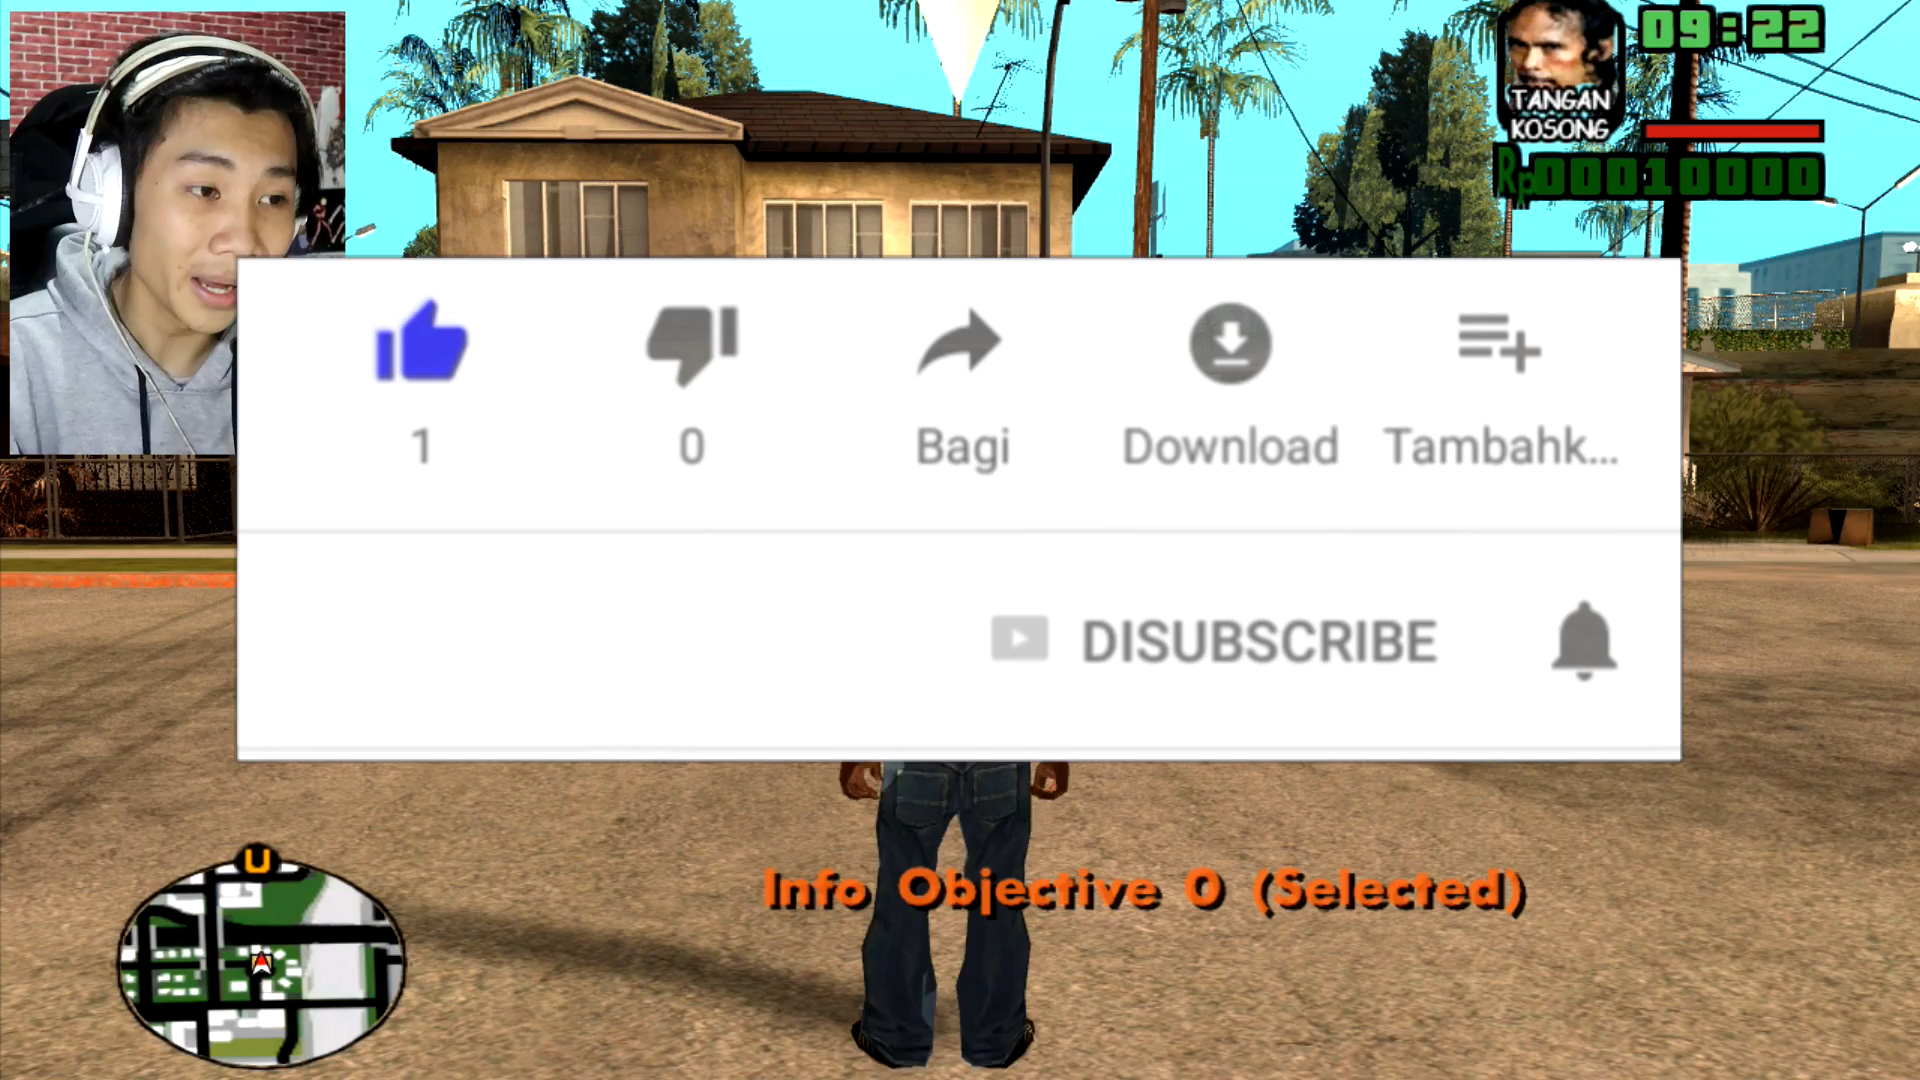 09:22
TANGAN
KOSONG
Rp00010000
1
0
Bagi
Download
Tambahk...
DISUBSCRIBE
U
Info Objective 0 (Selected)